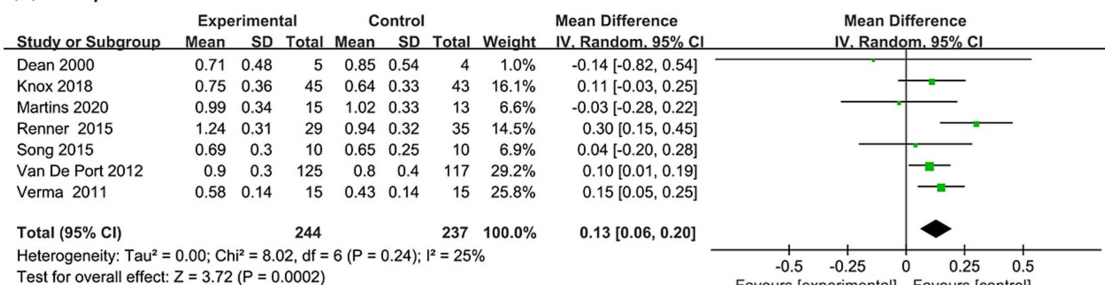 Experimental Control Mean Difference Mean Difference
Study or Subgroup Mean SD Total Mean SD Total Weight IV, Random, 95% CI IV, Random, 95% CI
Dean 2000 0.71 0.48 5 0.85 0.54 4 1.0% -0.14 [-0.82, 0.54]
Knox 2018 0.75 0.36 45 0.64 0.33 43 16.1% 0.11 [-0.03, 0.25]
Martins 2020 0.99 0.34 15 1.02 0.33 13 6.6% -0.03 [-0.28, 0.22]
Renner 2015 1.24 0.31 29 0.94 0.32 35 14.5% 0.30 [0.15, 0.45]
Song 2015 0.69 0.3 10 0.65 0.25 10 6.9% 0.04 [-0.20, 0.28]
Van De Port 2012 0.9 0.3 125 0.8 0.4 117 29.2% 0.10 [0.01, 0.19]
Verma 2011 0.58 0.14 15 0.43 0.14 15 25.8% 0.15 [0.05, 0.25]
Total (95% CI) 244 237 100.0% 0.13 [0.06, 0.20]
Heterogeneity: Tau² = 0.00; Chi² = 8.02, df = 6 (P = 0.24); I² = 25%
Test for overall effect: Z = 3.72 (P = 0.0002)
-0.5 -0.25 0 0.25 0.5
Favours [experimental] Favours [control]